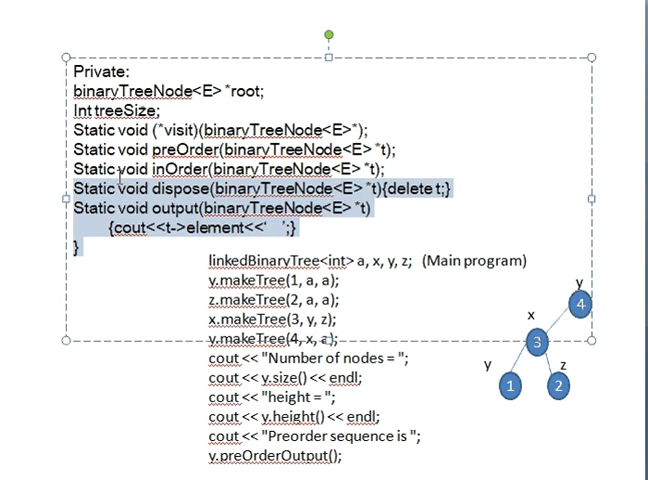 Private:
binaryTreeNode<E> *root;
Int treeSize;
Static void (*visit)(binaryTreeNode<E>*);
Static void preOrder(binaryTreeNode<E> *t);
Static void inOrder(binaryTreeNode<E> *t);
Static void dispose(binaryTreeNode<E> *t){delete t;}
Static void output(binaryTreeNode<E> *t)
{cout<<t->element<<‘ ’;}
}
linkedBinaryTree<int> a, x, y, z; (Main program)
y.makeTree(1, a, a);
z.makeTree(2, a, a);
x.makeTree(3, y, z);
y.makeTree(4, x, a);
cout << "Number of nodes = ";
cout << y.size() << endl;
cout << "height = ";
cout << y.height() << endl;
cout << "Preorder sequence is ";
y.preOrderOutput();
y
4
x
3
y
z
1
2